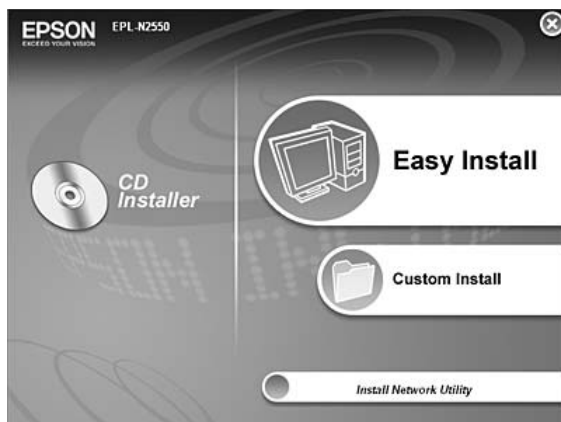 EPSON
EXCEED YOUR VISION
EPL-N2550
CD
Installer
Easy Install
Custom Install
Install Network Utility